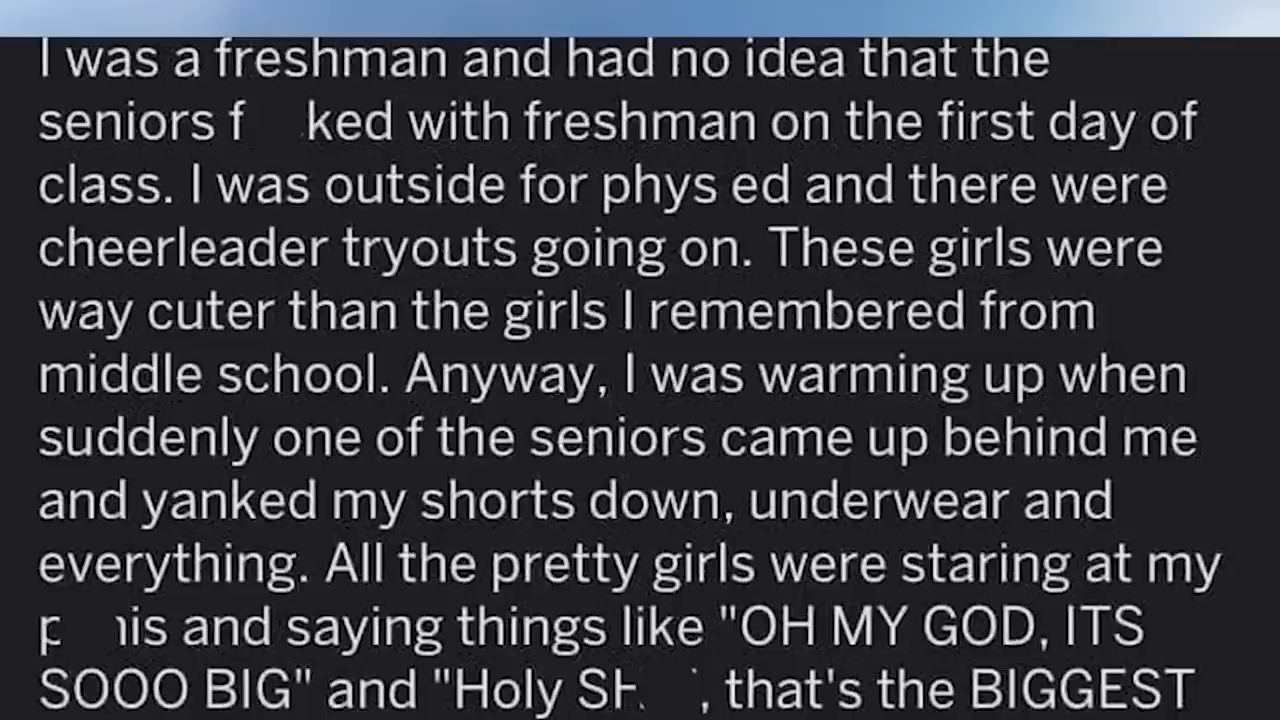 I was a freshman and had no idea that the
seniors f ked with freshman on the first day of
class. I was outside for phys ed and there were
cheerleader tryouts going on. These girls were
way cuter than the girls I remembered from
middle school. Anyway, I was warming up when
suddenly one of the seniors came up behind me
and yanked my shorts down, underwear and
everything. All the pretty girls were staring at my
and saying things like "OH MY GOD, ITS
SOOO BIG" and "Holy , that's the BIGGEST